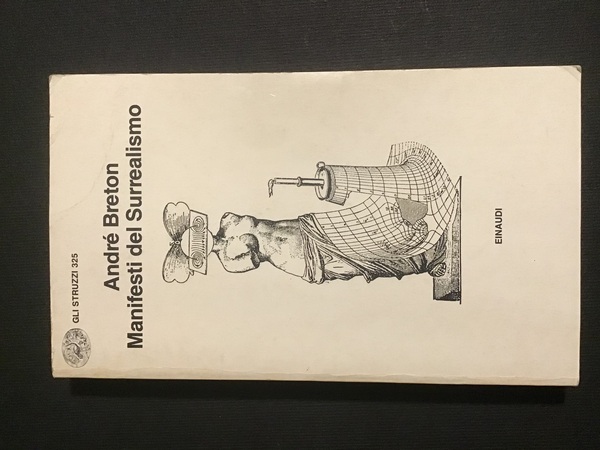 GLI STRUZZI 325
André Breton
Manifesti del Surrealismo
EINAUDI